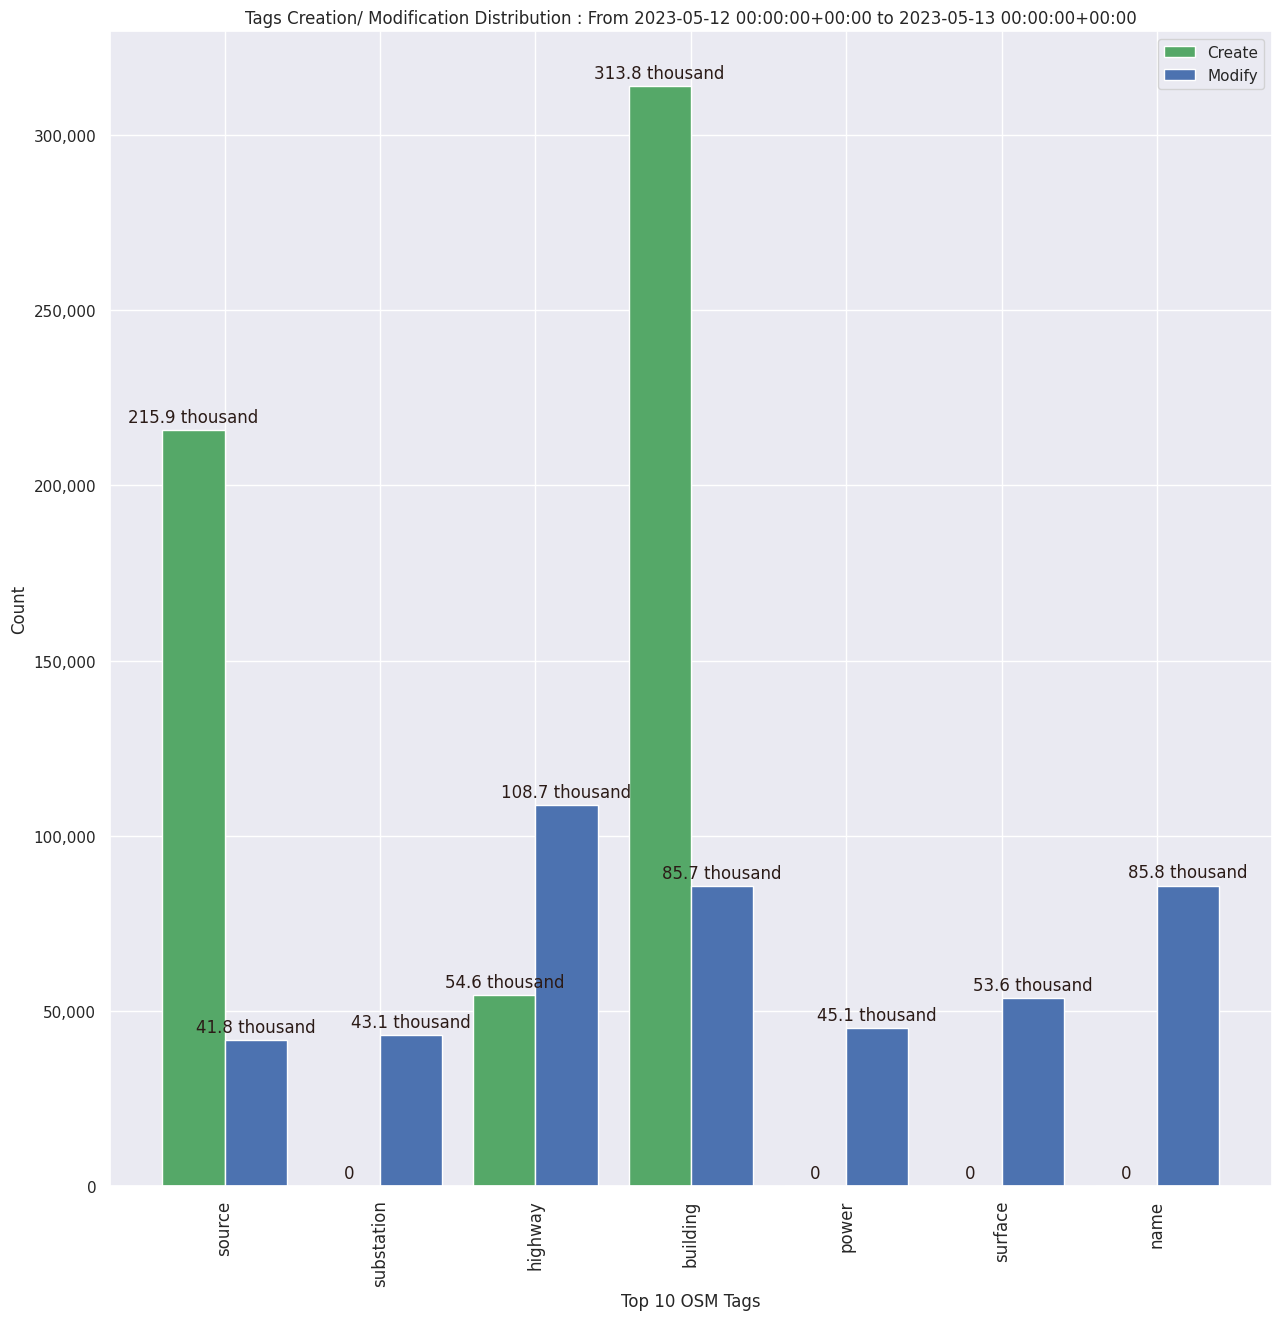 Tags Creation/ Modification Distribution : From 2023-05-12 00:00:00+00:00 to 2023-05-13 00:00:00+00:00
Create
Modify
313.8 thousand
300,000
250,000
215.9 thousand
200,000
150,000
108.7 thousand
100,000
85.7 thousand
85.8 thousand
54.6 thousand
53.6 thousand
50,000
41.8 thousand
43.1 thousand
45.1 thousand
0
0
0
0
0
Count
source
substation
highway
building
power
surface
name
Top 10 OSM Tags